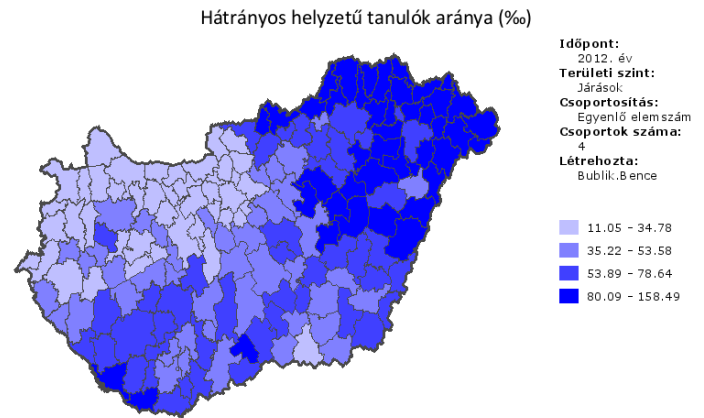 Hátrányos helyzetű tanulók aránya (‰)
Időpont:
2012. év
Területi szint:
Járások
Csoportosítás:
Egyenlő elemszám
Csoportok száma:
4
Létrehozta:
Bublik.Bence
11.05 - 34.78
35.22 - 53.58
53.89 - 78.64
80.09 - 158.49